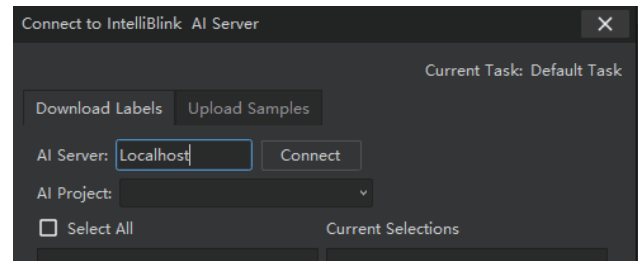 Connect to IntelliBlink AI Server
Current Task: Default Task
Download Labels Upload Samples
AI Server: Localhost Connect
AI Project:
Select All Current Selections